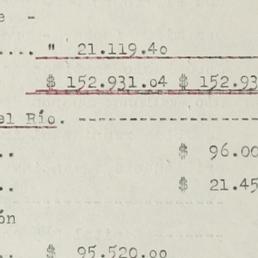 e -
.... " 21.119.40
$ 152.931.04 $ 152.93
el Río. --------------------
.. $ 96.00
.. $ 21.45
ón
.. $ 95.520.00